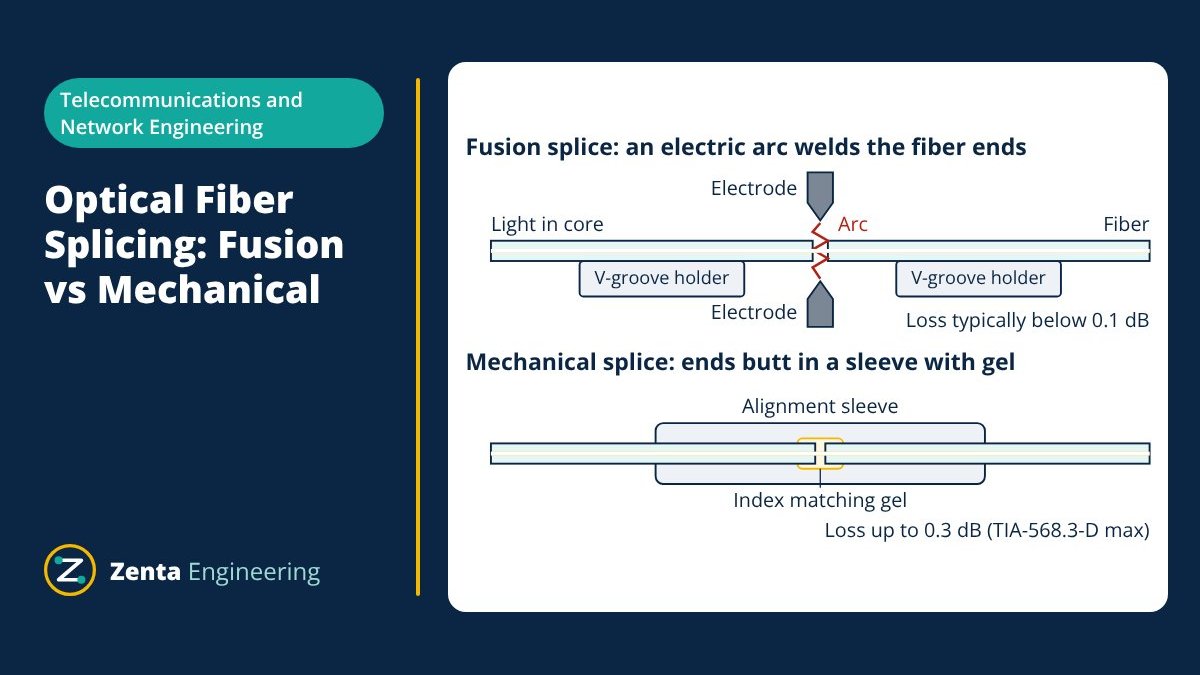 Telecommunications and
Network Engineering
Optical Fiber
Splicing: Fusion
vs Mechanical
Zenta Engineering
Fusion splice: an electric arc welds the fiber ends
Electrode
Light in core
Arc
Fiber
V-groove holder
V-groove holder
Electrode
Loss typically below 0.1 dB
Mechanical splice: ends butt in a sleeve with gel
Alignment sleeve
Index matching gel
Loss up to 0.3 dB (TIA-568.3-D max)